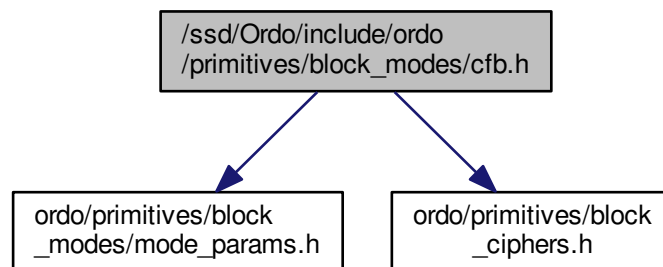 /ssd/Ordo/include/ordo
/primitives/block_modes/cfb.h
ordo/primitives/block
_modes/mode_params.h
ordo/primitives/block
_ciphers.h